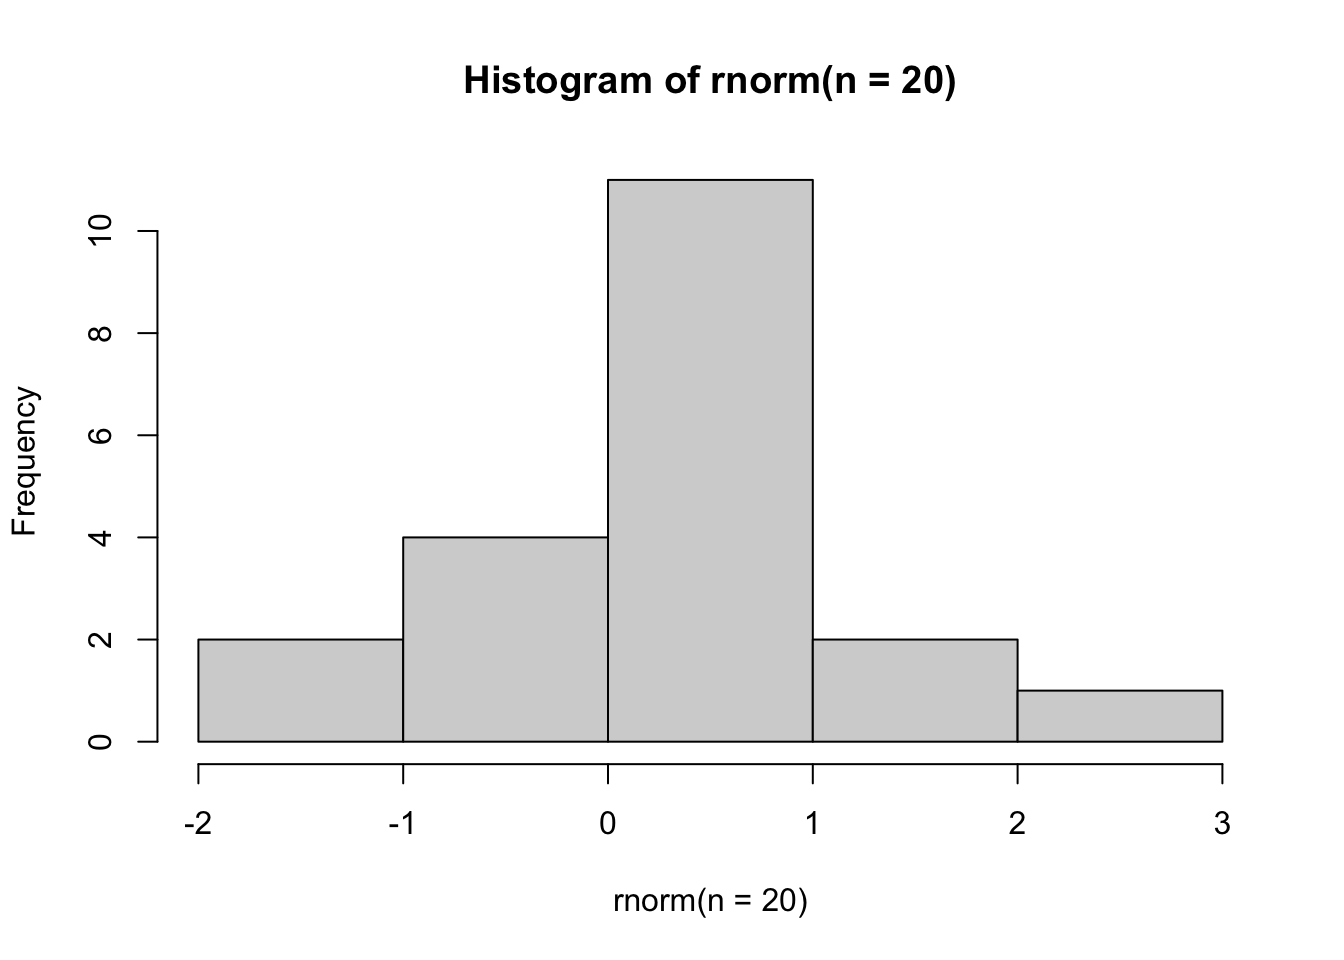 Histogram of rnorm(n = 20)
Frequency
10
8
6
4
2
0
-2 -1 0 1 2 3
rnorm(n = 20)